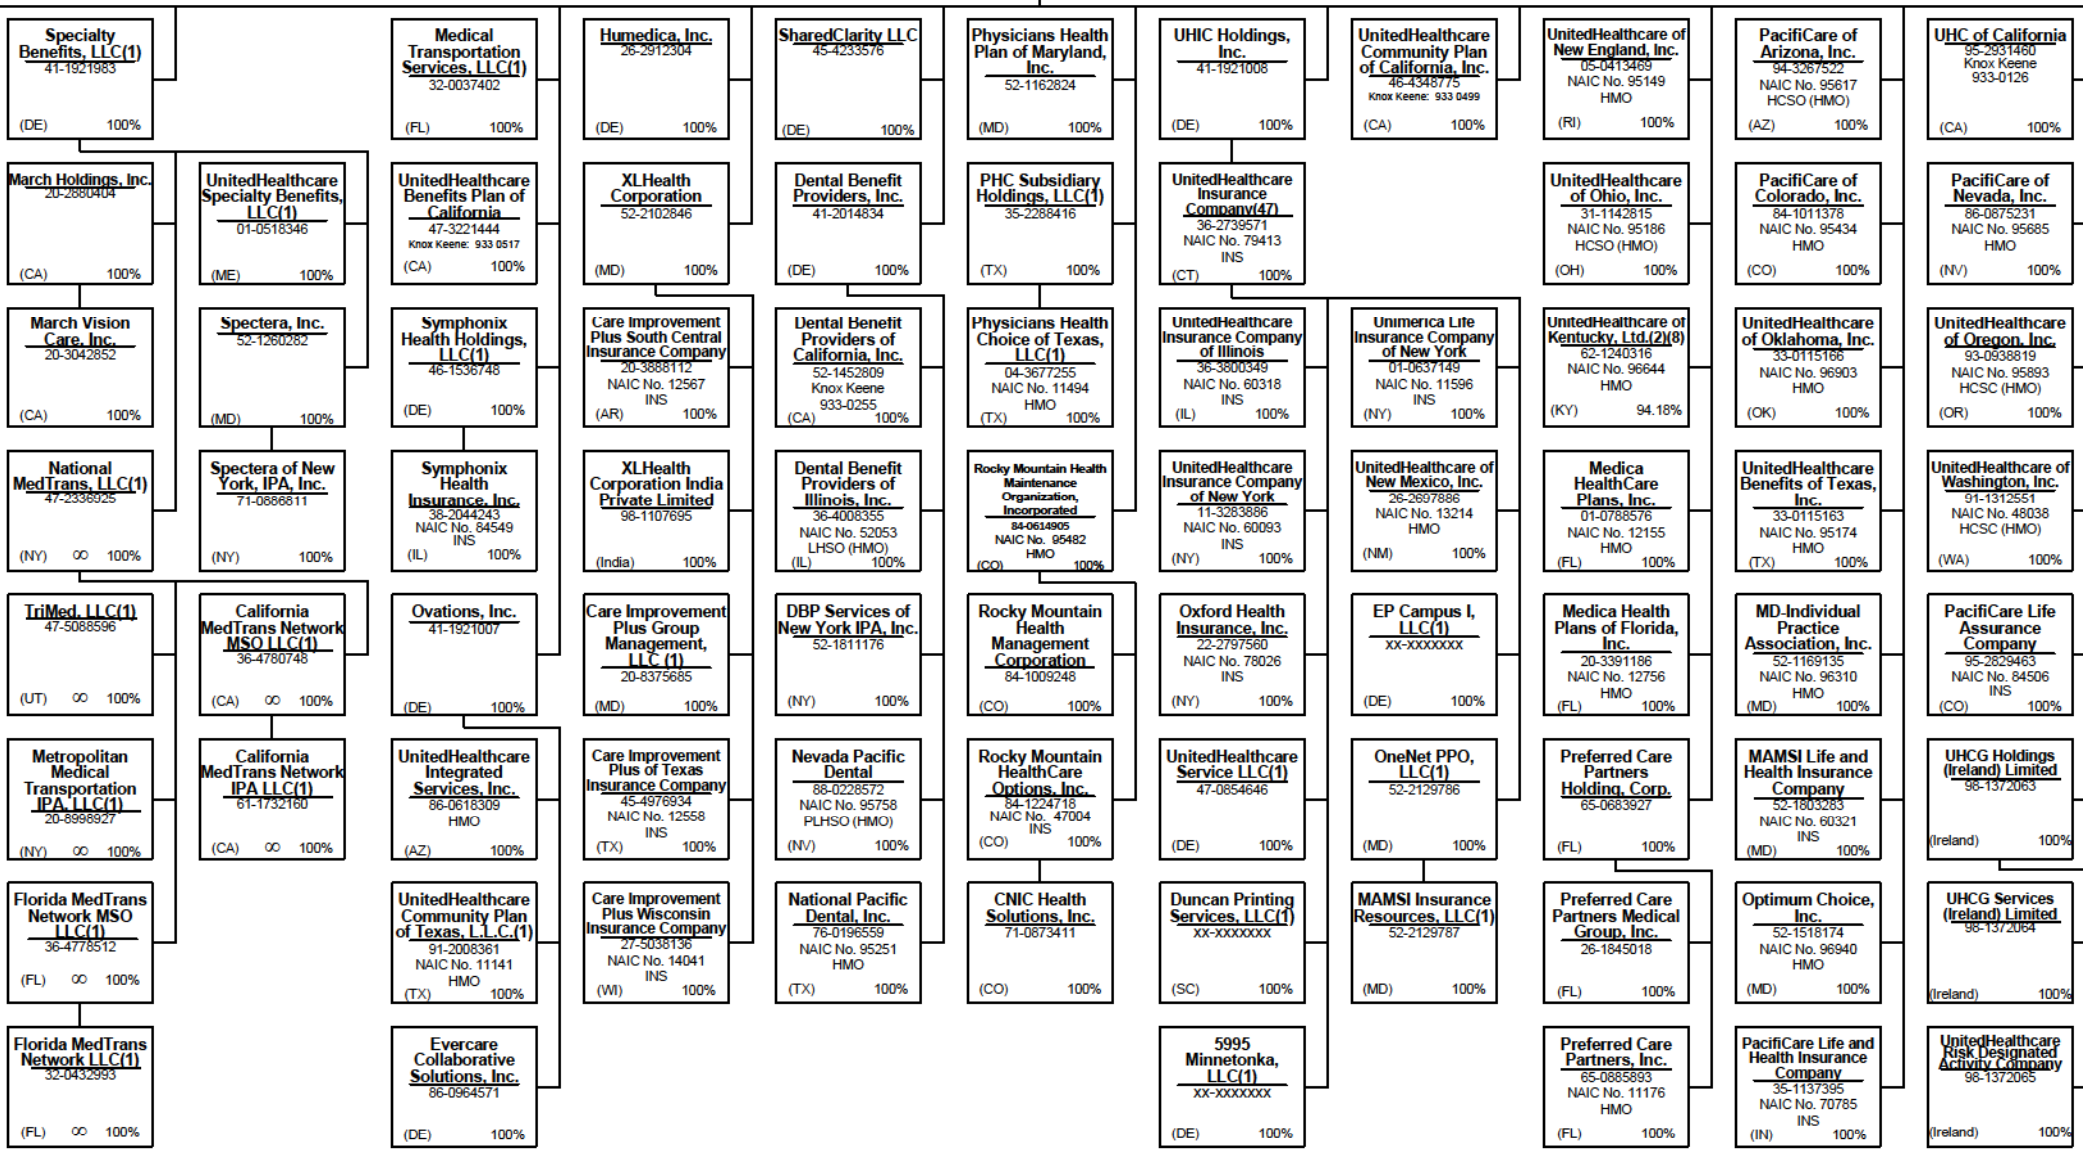 Specialty
Benefits, LLC(1)
41-1921983
(DE) 100%
Medical
Transportation
Services, LLC(1)
32-0037402
(FL) 100%
Humedica, Inc.
26-2912304
(DE) 100%
SharedClarity LLC
45-4233576
(DE) 100%
Physicians Health
Plan of Maryland,
Inc.
52-1162824
(MD) 100%
UHIC Holdings,
Inc.
41-1921008
(DE) 100%
UnitedHealthcare
Community Plan
of California, Inc.
46-4348775
Knox Keene: 933 0499
(CA) 100%
UnitedHealthcare of
New England, Inc.
05-0413469
NAIC No. 95149
HMO
(RI) 100%
PacifiCare of
Arizona, Inc.
94-3267522
NAIC No. 95617
HCSO (HMO)
(AZ) 100%
UHC of California
95-2931460
Knox Keene
933-0126
(CA) 100%
March Holdings, Inc.
20-2880404
(CA) 100%
UnitedHealthcare
Specialty Benefits,
LLC(1)
01-0518346
(ME) 100%
UnitedHealthcare
Benefits Plan of
California
47-3221444
Knox Keene: 933 0517
(CA) 100%
XLHealth
Corporation
52-2102846
(MD) 100%
Dental Benefit
Providers, Inc.
41-2014834
(DE) 100%
PHC Subsidiary
Holdings, LLC(1)
35-2288416
(TX) 100%
UnitedHealthcare
Insurance
Company(47)
36-2739571
NAIC No. 79413
INS
(CT) 100%
UnitedHealthcare
of Ohio, Inc.
31-1142815
NAIC No. 95186
HCSO (HMO)
(OH) 100%
PacifiCare of
Colorado, Inc.
84-1011378
NAIC No. 95434
HMO
(CO) 100%
PacifiCare of
Nevada, Inc.
86-0875231
NAIC No. 95685
HMO
(NV) 100%
March Vision
Care, Inc.
20-3042852
(CA) 100%
Spectera, Inc.
52-1260282
(MD) 100%
Symphonix
Health Holdings,
LLC(1)
46-1536748
(DE) 100%
Care Improvement
Plus South Central
Insurance Company
20-3888112
NAIC No. 12567
INS
(AR) 100%
Dental Benefit
Providers of
California, Inc.
52-1452809
Knox Keene
933-0255
(CA) 100%
Physicians Health
Choice of Texas,
LLC(1)
04-3677255
NAIC No. 11494
HMO
(TX) 100%
UnitedHealthcare
Insurance Company
of Illinois
36-3800349
NAIC No. 60318
INS
(IL) 100%
Unimerica Life
Insurance Company
of New York
01-0637149
NAIC No. 11596
INS
(NY) 100%
UnitedHealthcare of
Kentucky, Ltd.(2)(8)
62-1240316
NAIC No. 96644
HMO
(KY) 94.18%
UnitedHealthcare
of Oklahoma, Inc.
33-0115166
NAIC No. 96903
HMO
(OK) 100%
UnitedHealthcare
of Oregon, Inc.
93-0938819
NAIC No. 95893
HCSC (HMO)
(OR) 100%
National
MedTrans, LLC(1)
47-2336925
(NY) ∞ 100%
Spectera of New
York, IPA, Inc.
71-0886811
(NY) 100%
Symphonix
Health
Insurance, Inc.
38-2044243
NAIC No. 84549
INS
(IL) 100%
XLHealth
Corporation India
Private Limited
98-1107695
(India) 100%
Dental Benefit
Providers of
Illinois, Inc.
36-4008355
NAIC No. 52053
LHSO (HMO)
(IL) 100%
Rocky Mountain Health
Maintenance
Organization,
Incorporated
84-0614905
NAIC No. 95482
HMO
(CO) 100%
UnitedHealthcare
Insurance Company
of New York
11-3283886
NAIC No. 60093
INS
(NY) 100%
UnitedHealthcare of
New Mexico, Inc.
26-2697886
NAIC No. 13214
HMO
(NM) 100%
Medica
HealthCare
Plans, Inc.
01-0788576
NAIC No. 12155
HMO
(FL) 100%
UnitedHealthcare
Benefits of Texas,
Inc.
33-0115163
NAIC No. 95174
HMO
(TX) 100%
UnitedHealthcare of
Washington, Inc.
91-1312551
NAIC No. 48038
HCSC (HMO)
(WA) 100%
TriMed, LLC(1)
47-5088596
(UT) ∞ 100%
California
MedTrans Network
MSO LLC(1)
36-4780748
(CA) ∞ 100%
Ovations, Inc.
41-1921007
(DE) 100%
Care Improvement
Plus Group
Management,
LLC (1)
20-8375685
(MD) 100%
DBP Services of
New York IPA, Inc.
52-1811176
(NY) 100%
Rocky Mountain
Health
Management
Corporation
84-1009248
(CO) 100%
Oxford Health
Insurance, Inc.
22-2797560
NAIC No. 78026
INS
(NY) 100%
EP Campus I,
LLC(1)
xx-xxxxxxx
(DE) 100%
Medica Health
Plans of Florida,
Inc.
20-3391186
NAIC No. 12756
HMO
(FL) 100%
MD-Individual
Practice
Association, Inc.
52-1169135
NAIC No. 96310
HMO
(MD) 100%
PacifiCare Life
Assurance
Company
95-2829463
NAIC No. 84506
INS
(CO) 100%
Metropolitan
Medical
Transportation
IPA, LLC(1)
20-8998927
(NY) ∞ 100%
California
MedTrans Network
IPA LLC(1)
61-1732160
(CA) ∞ 100%
UnitedHealthcare
Integrated
Services, Inc.
86-0618309
HMO
(AZ) 100%
Care Improvement
Plus of Texas
Insurance Company
45-4976934
NAIC No. 12558
INS
(TX) 100%
Nevada Pacific
Dental
88-0228572
NAIC No. 95758
PLHSO (HMO)
(NV) 100%
Rocky Mountain
HealthCare
Options, Inc.
84-1224718
NAIC No. 47004
INS
(CO) 100%
UnitedHealthcare
Service LLC(1)
47-0854646
(DE) 100%
OneNet PPO,
LLC(1)
52-2129786
(MD) 100%
Preferred Care
Partners
Holding, Corp.
65-0683927
(FL) 100%
MAMSI Life and
Health Insurance
Company
52-1803283
NAIC No. 60321
INS
(MD) 100%
UHCG Holdings
(Ireland) Limited
98-1372063
(Ireland) 100%
Florida MedTrans
Network MSO
LLC(1)
36-4778512
(FL) ∞ 100%
UnitedHealthcare
Community Plan
of Texas, L.L.C.(1)
91-2008361
NAIC No. 11141
HMO
(TX) 100%
Care Improvement
Plus Wisconsin
Insurance Company
27-5038136
NAIC No. 14041
INS
(WI) 100%
National Pacific
Dental, Inc.
76-0196559
NAIC No. 95251
HMO
(TX) 100%
CNIC Health
Solutions, Inc.
71-0873411
(CO) 100%
Duncan Printing
Services, LLC(1)
xx-xxxxxxx
(SC) 100%
MAMSI Insurance
Resources, LLC(1)
52-2129787
(MD) 100%
Preferred Care
Partners Medical
Group, Inc.
26-1845018
(FL) 100%
Optimum Choice,
Inc.
52-1518174
NAIC No. 96940
HMO
(MD) 100%
UHCG Services
(Ireland) Limited
98-1372064
(Ireland) 100%
Florida MedTrans
Network LLC(1)
32-0432993
(FL) ∞ 100%
Evercare
Collaborative
Solutions, Inc.
86-0964571
(DE) 100%
5995
Minnetonka,
LLC(1)
xx-xxxxxxx
(DE) 100%
Preferred Care
Partners, Inc.
65-0885893
NAIC No. 11176
HMO
(FL) 100%
PacifiCare Life and
Health Insurance
Company
35-1137395
NAIC No. 70785
INS
(IN) 100%
UnitedHealthcare
Risk Designated
Activity Company
98-1372065
(Ireland) 100%